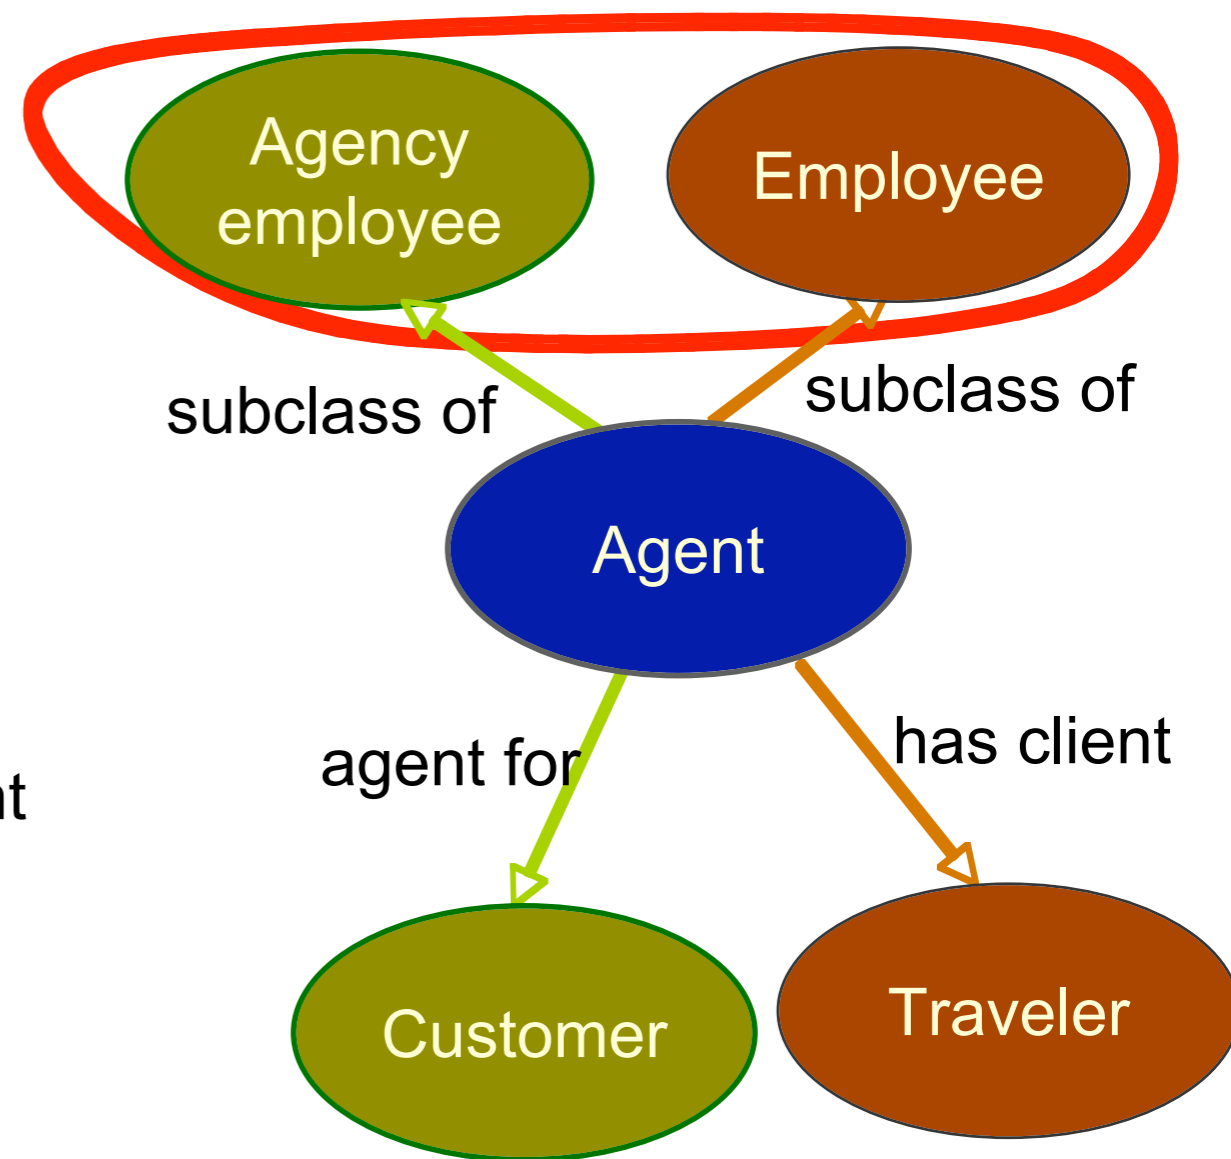 Agency
employee
Employee
subclass of
subclass of
Agent
agent for
has client
Customer
Traveler